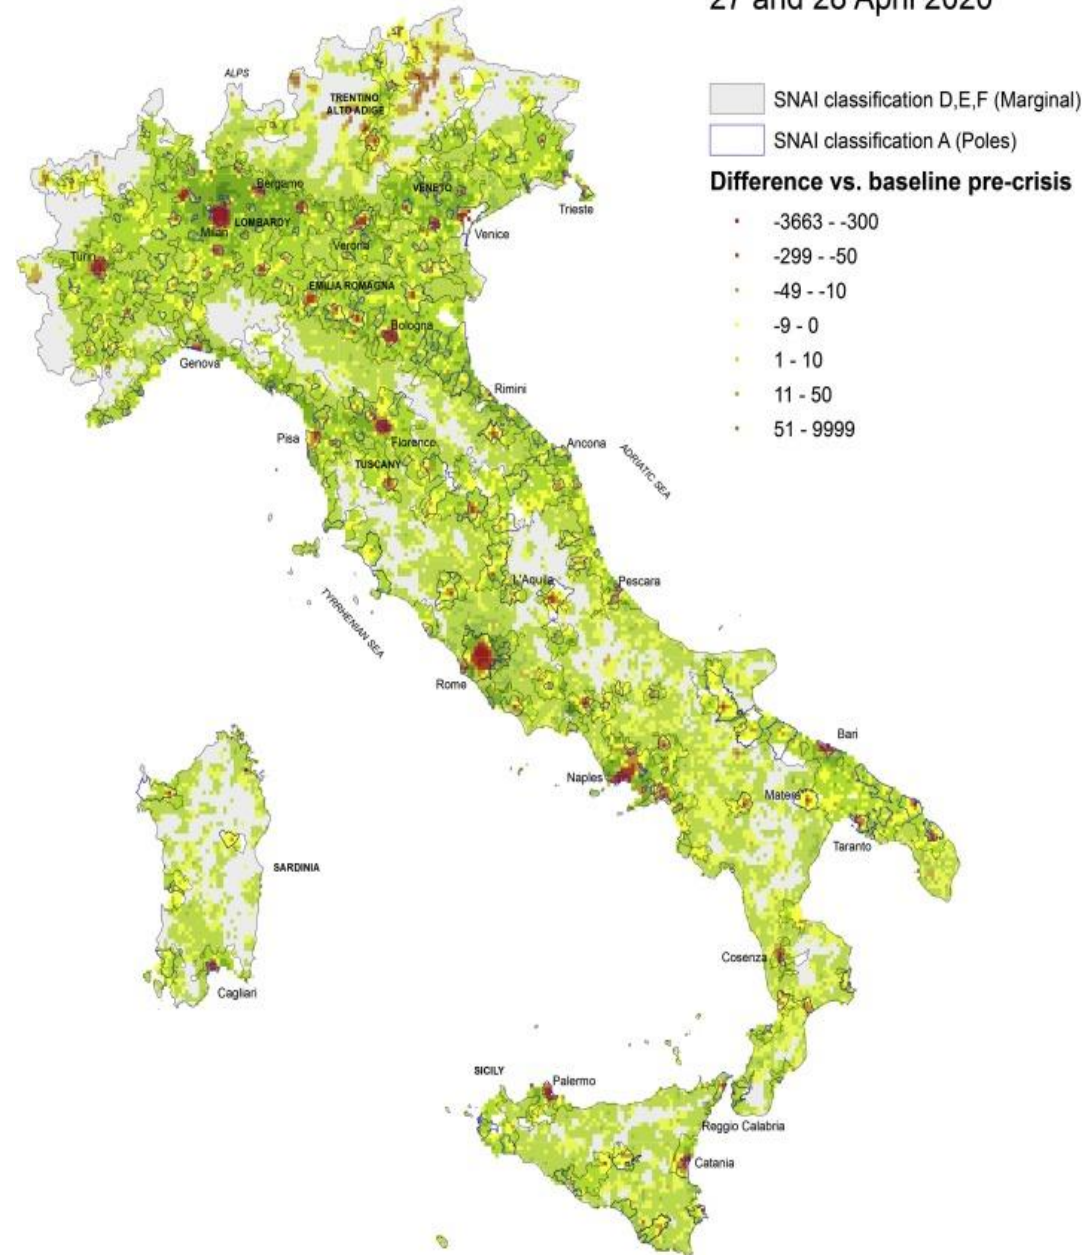 27 and 28 April 2020
SNAI classification D,E,F (Marginal)
SNAI classification A (Poles)
Difference vs. baseline pre-crisis
-3663 - -300
-299 - -50
-49 - -10
-9 - 0
1 - 10
11 - 50
51 - 9999
ALPS
TRENTINO
ALTO ADIGE
Bergamo
VENETO
Trieste
Milan
LOMBARDY
Venice
Verona
Turin
EMILIA ROMAGNA
Bologna
Genova
Rimini
Pisa
Florence
Ancona
ADRIATIC SEA
TUSCANY
L'Aquila
Pescara
TYRRHENIAN SEA
Rome
Bari
Naples
Matera
Taranto
SARDINIA
Cosenza
Cagliari
SICILY
Palermo
Reggio Calabria
Catania